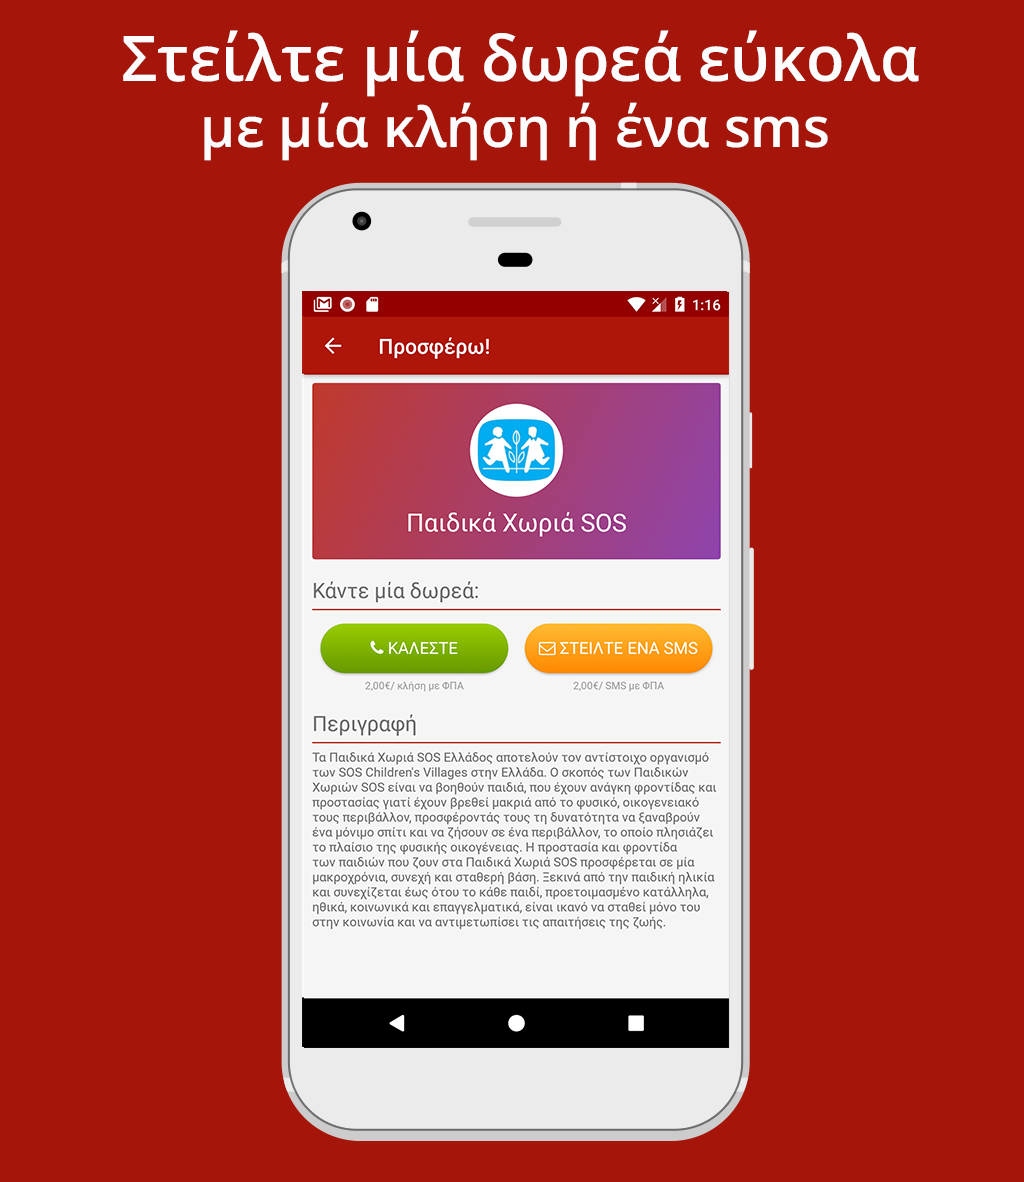 Στείλτε μία δωρεά εύκολα
με μία κλήση ή ένα sms
1:16
Προσφέρω!
Παιδικά Χωριά SOS
Κάντε μία δωρεά:
ΚΑΛΕΣΤΕ
ΣΤΕΙΛΤΕ ΕΝΑ SMS
2,00€/ κλήση με ΦΠΑ
2,00€/ SMS με ΦΠΑ
Περιγραφή
Τα Παιδικά Χωριά SOS Ελλάδος αποτελούν τον αντίστοιχο οργανισμό
των SOS Children's Villages στην Ελλάδα. Ο σκοπός των Παιδικών
Χωριών SOS είναι να βοηθούν παιδιά, που έχουν ανάγκη φροντίδας και
προστασίας γιατί έχουν βρεθεί μακριά από το φυσικό, οικογενειακό
τους περιβάλλον, προσφέροντάς τους τη δυνατότητα να ξαναβρούν
ένα μόνιμο σπίτι και να ζήσουν σε ένα περιβάλλον, το οποίο πλησιάζει
το πλαίσιο της φυσικής οικογένειας. Η προστασία και φροντίδα
των παιδιών που ζουν στα Παιδικά Χωριά SOS προσφέρεται σε μία
μακροχρόνια, συνεχή και σταθερή βάση. Ξεκινά από την παιδική ηλικία
και συνεχίζεται έως ότου το κάθε παιδί, προετοιμασμένο κατάλληλα,
ηθικά, κοινωνικά και επαγγελματικά, είναι ικανό να σταθεί μόνο του
στην κοινωνία και να αντιμετωπίσει τις απαιτήσεις της ζωής.